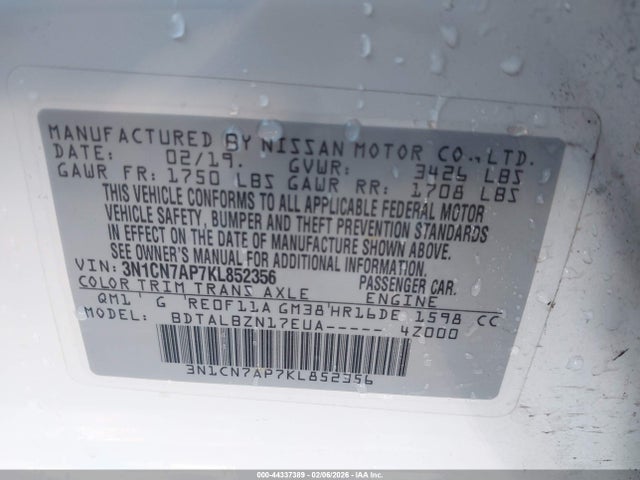 MANUFACTURED BY NISSAN MOTOR CO.,LTD.
DATE: 02/19. GVWR: 3426 LBS
GAWR FR: 1750 LBS GAWR RR: 1708 LBS
THIS VEHICLE CONFORMS TO ALL APPLICABLE FEDERAL MOTOR
VEHICLE SAFETY, BUMPER AND THEFT PREVENTION STANDARDS
IN EFFECT ON THE DATE OF MANUFACTURE SHOWN ABOVE.
SEE OWNER'S MANUAL FOR ADDITIONAL INFORMATION.
VIN: 3N1CN7AP7KL852356 PASSENGER CAR.
COLOR TRIM TRANS AXLE ENGINE
QM1' G 'RE0F11A GM38'HR16DE 1598 CC
MODEL: BDTALBZN17EUA----- 4Z000
3N1CN7AP7KL852356
000-44337389 - 02/06/2026 - IAA Inc.